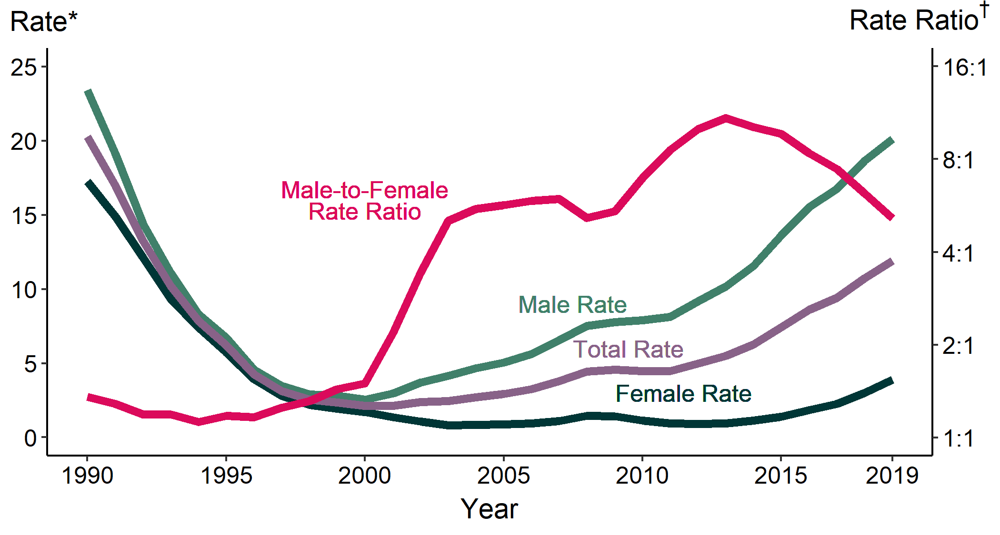 Rate*
Rate Ratio†
25
20
15
10
5
0
16:1
8:1
4:1
2:1
1:1
Male-to-Female
Rate Ratio
Male Rate
Total Rate
Female Rate
1990 1995 2000 2005 2010 2015 2019
Year